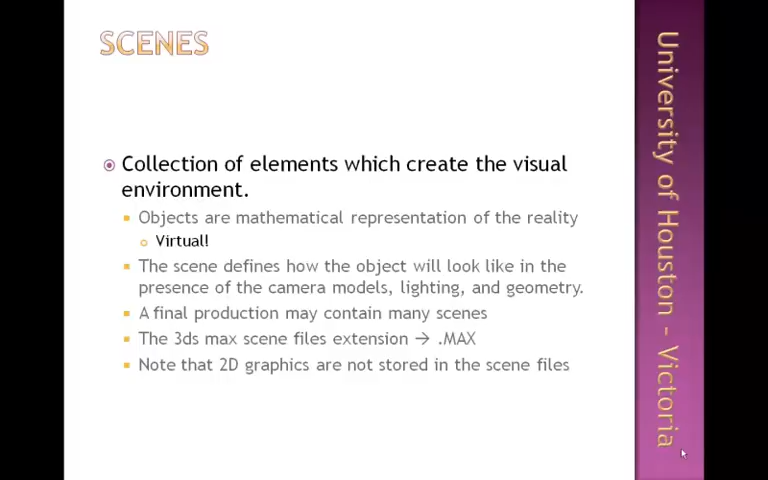 SCENES
Collection of elements which create the visual
environment.
Objects are mathematical representation of the reality
Virtual!
The scene defines how the object will look like in the
presence of the camera models, lighting, and geometry.
A final production may contain many scenes
The 3ds max scene files extension → .MAX
Note that 2D graphics are not stored in the scene files
University of Houston - Victoria